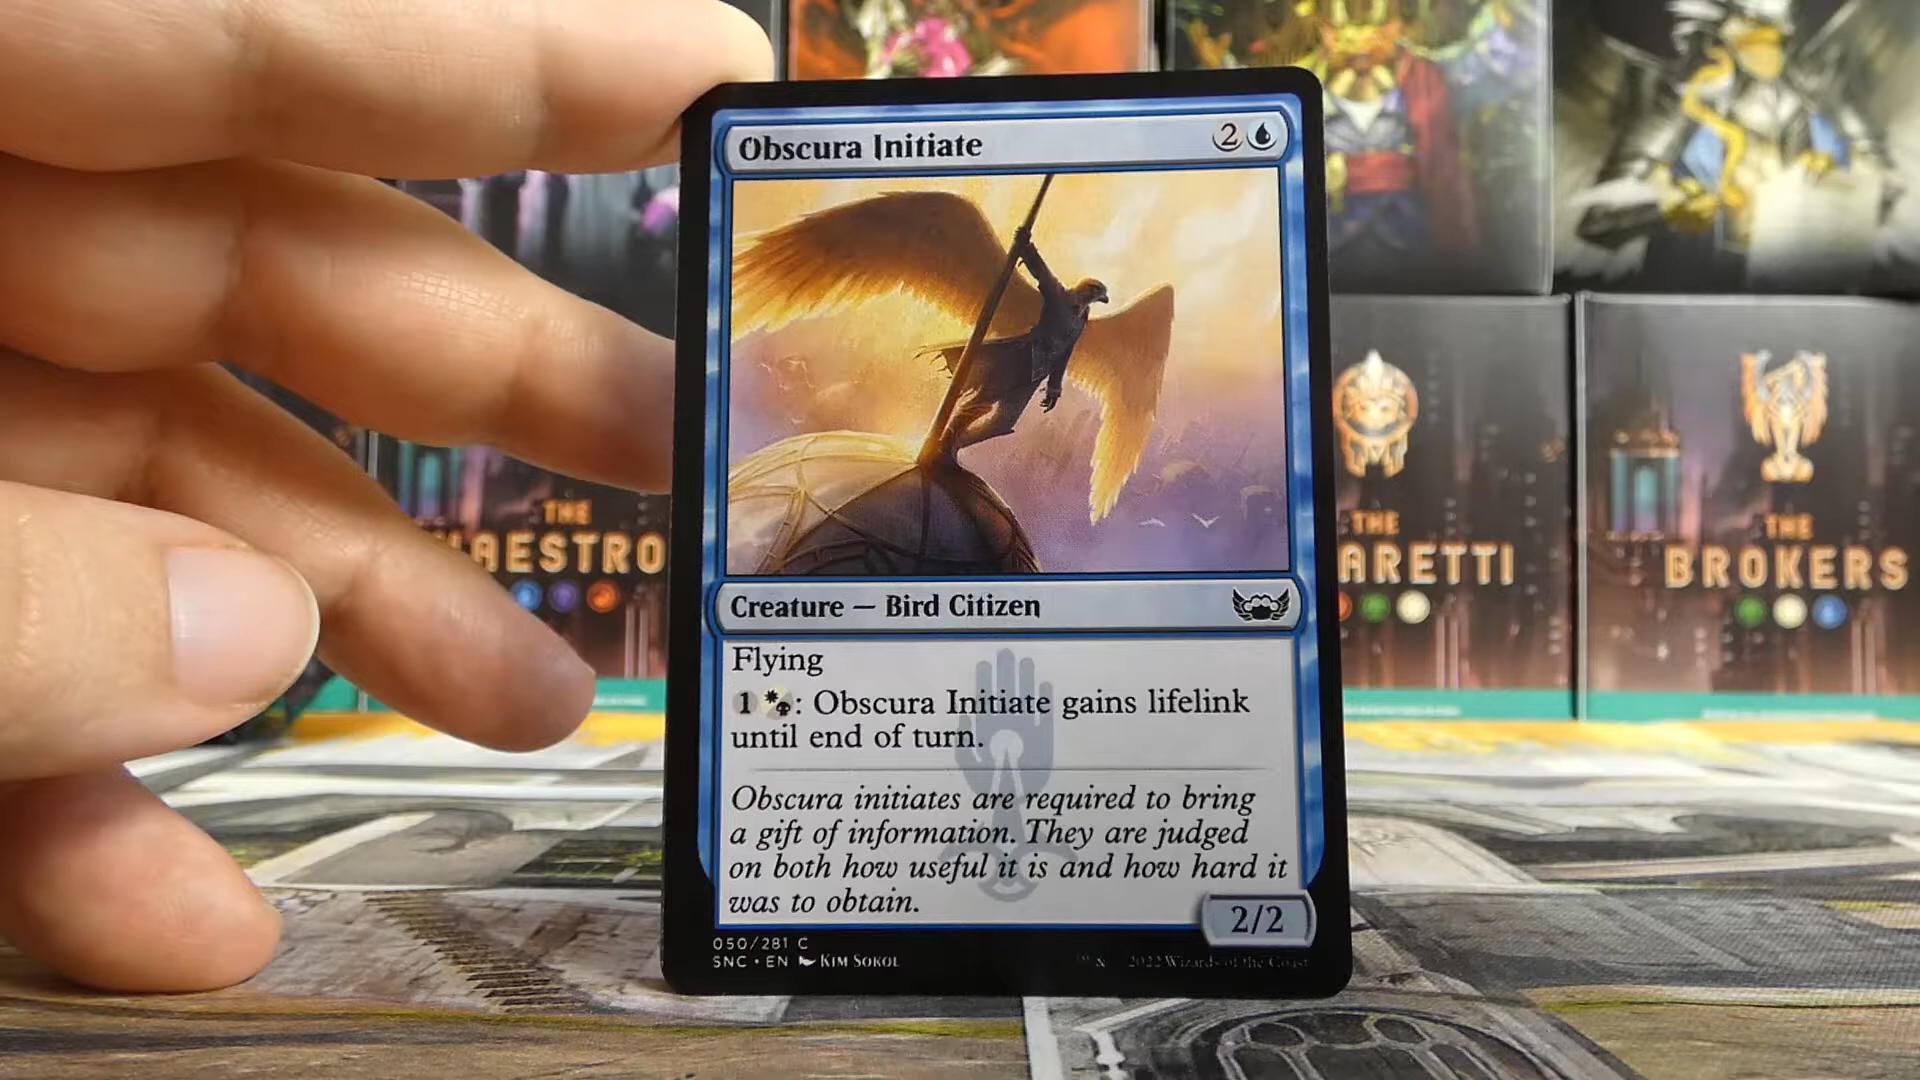 Obscura Initiate
2
Creature — Bird Citizen
Flying
1 : Obscura Initiate gains lifelink
until end of turn.
Obscura initiates are required to bring
a gift of information. They are judged
on both how useful it is and how hard it
was to obtain.
2/2
050/281 C
SNC • EN Kim Sokol
2022 Wizards of the Coast
THE
MAESTRO
THE
ARETTI
THE
BROKERS